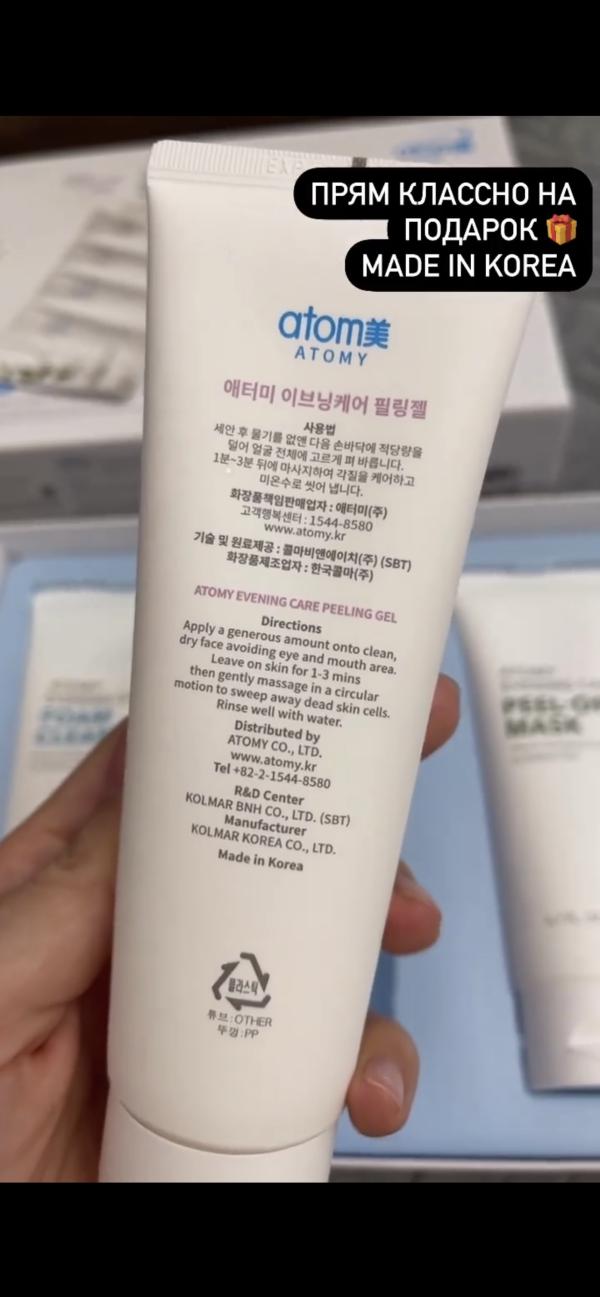 EXP
ПРЯМ КЛАССНО НА
ПОДАРОК 🎁
MADE IN KOREA
atom美
ATOMY
애터미 이브닝케어 필링젤
사용법
세안 후 물기를 없앤 다음 손바닥에 적당량을
덜어 얼굴 전체에 고르게 펴 바릅니다.
1분~3분 뒤에 마사지하여 각질을 케어하고
미온수로 씻어 냅니다.
화장품책임판매업자 : 애터미(주)
고객행복센터 : 1544-8580
www.atomy.kr
기술 및 원료제공 : 콜마비앤에이치(주) (SBT)
화장품제조업자 : 한국콜마(주)
ATOMY EVENING CARE PEELING GEL
Directions
Apply a generous amount onto clean,
dry face avoiding eye and mouth area.
Leave on skin for 1-3 mins
then gently massage in a circular
motion to sweep away dead skin cells.
Rinse well with water.
Distributed by
ATOMY CO., LTD.
www.atomy.kr
Tel +82-2-1544-8580
R&D Center
KOLMAR BNH CO., LTD. (SBT)
Manufacturer
KOLMAR KOREA CO., LTD.
Made in Korea
플라스틱
튜브:OTHER
뚜껑:PP
FOAM
PEEL-O
MASK